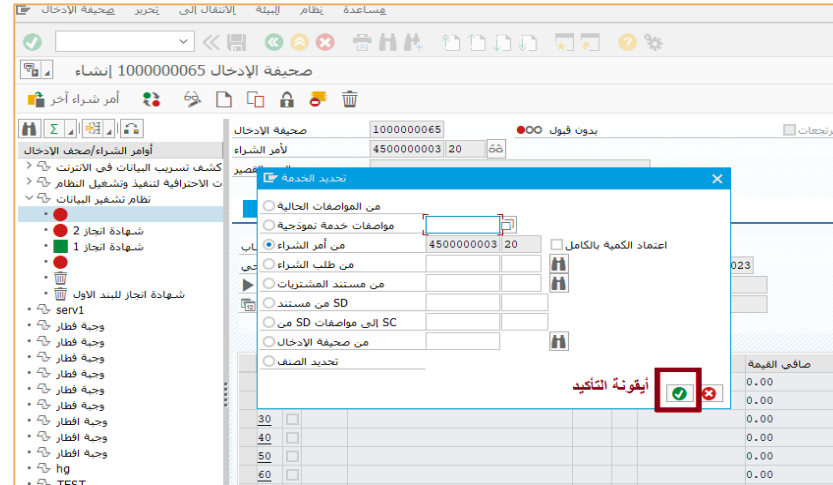 مساعدة
نظام
البيئة
الانتقال إلى
تحرير
صحيفة الإدخال
صحيفة الإدخال 1000000065 إنشاء
أمر شراء آخر
أوامر الشراء/صحف الإدخال
كشف تسريب البيانات في الانترنت
ت الاحترافية لتنفيذ وتشغيل النظام
نظام تشفير البيانات
شهادة انجاز 2
شهادة انجاز 1
شهادة انجاز للبند الاول
serv1
وجبة فطار
وجبة فطار
وجبة فطار
وجبة فطار
وجبة فطار
وجبة افطار
وجبة افطار
وجبة افطار
hg
TEST
صحيفة الإدخال 1000000065 بدون قبول
لأمر الشراء 4500000003 20
تحديد الخدمة
من المواصفات الحالية
مواصفات خدمة نموذجية
من أمر الشراء 4500000003 20 اعتماد الكمية بالكامل
من طلب الشراء
من مستند المشتريات
SD من مستند
SC إلى مواصفات SD من
من صحيفة الإدخال
تحديد الصنف
أيقونة التأكيد
023
صافي القيمة
0.00
0.00
30 0.00
40 0.00
50 0.00
60 0.00